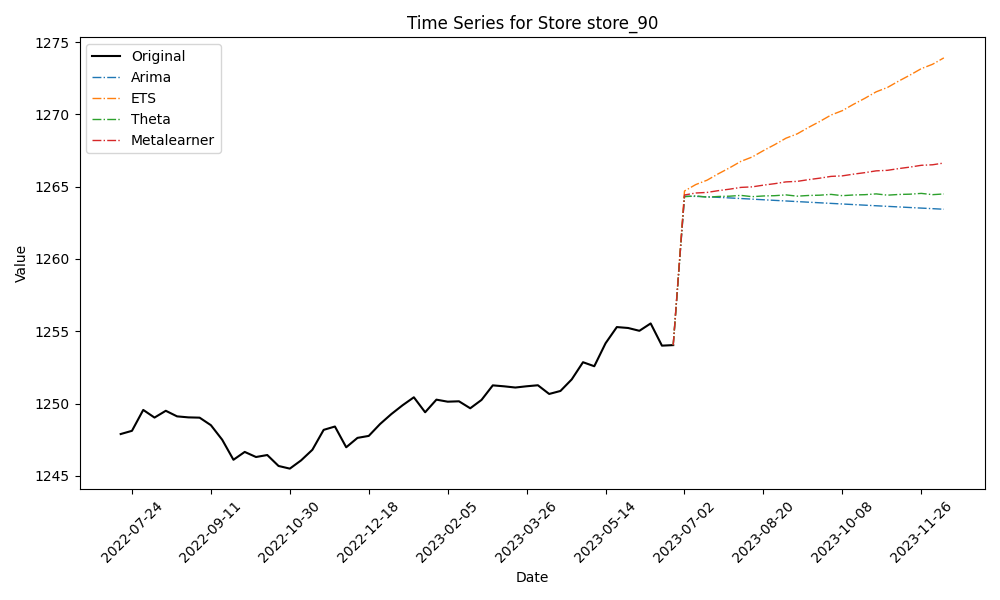 Time Series for Store store_90
Original
Arima
ETS
Theta
Metalearner
Value
1275
1270
1265
1260
1255
1250
1245
2022-07-24
2022-09-11
2022-10-30
2022-12-18
2023-02-05
2023-03-26
2023-05-14
2023-07-02
2023-08-20
2023-10-08
2023-11-26
Date